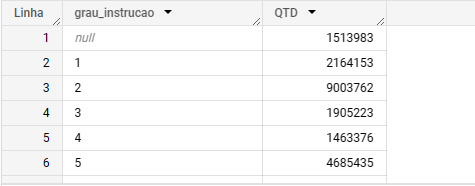 Linha grau_instrucao QTD
1 null 1513983
2 1 2164153
3 2 9003762
4 3 1905223
5 4 1463376
6 5 4685435